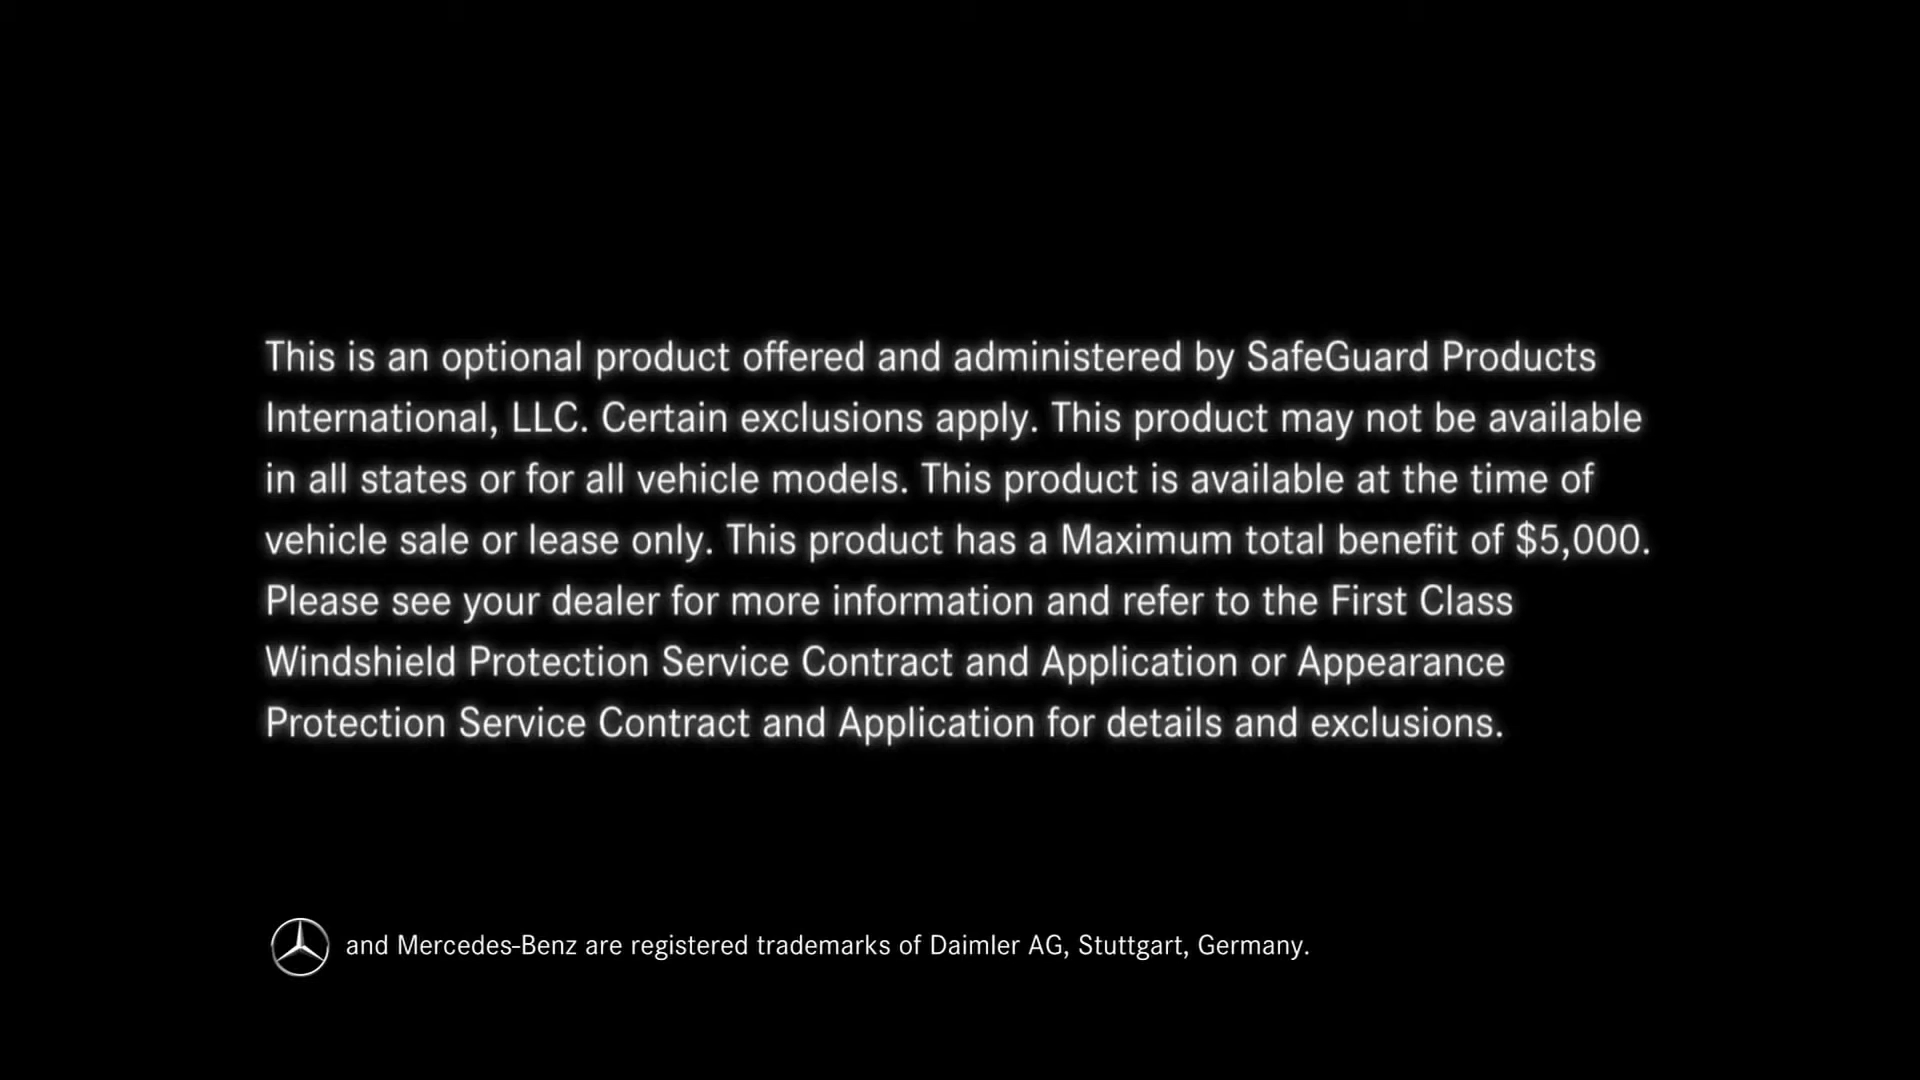 This is an optional product offered and administered by SafeGuard Products
International, LLC. Certain exclusions apply. This product may not be available
in all states or for all vehicle models. This product is available at the time of
vehicle sale or lease only. This product has a Maximum total benefit of $5,000.
Please see your dealer for more information and refer to the First Class
Windshield Protection Service Contract and Application or Appearance
Protection Service Contract and Application for details and exclusions.
and Mercedes-Benz are registered trademarks of Daimler AG, Stuttgart, Germany.